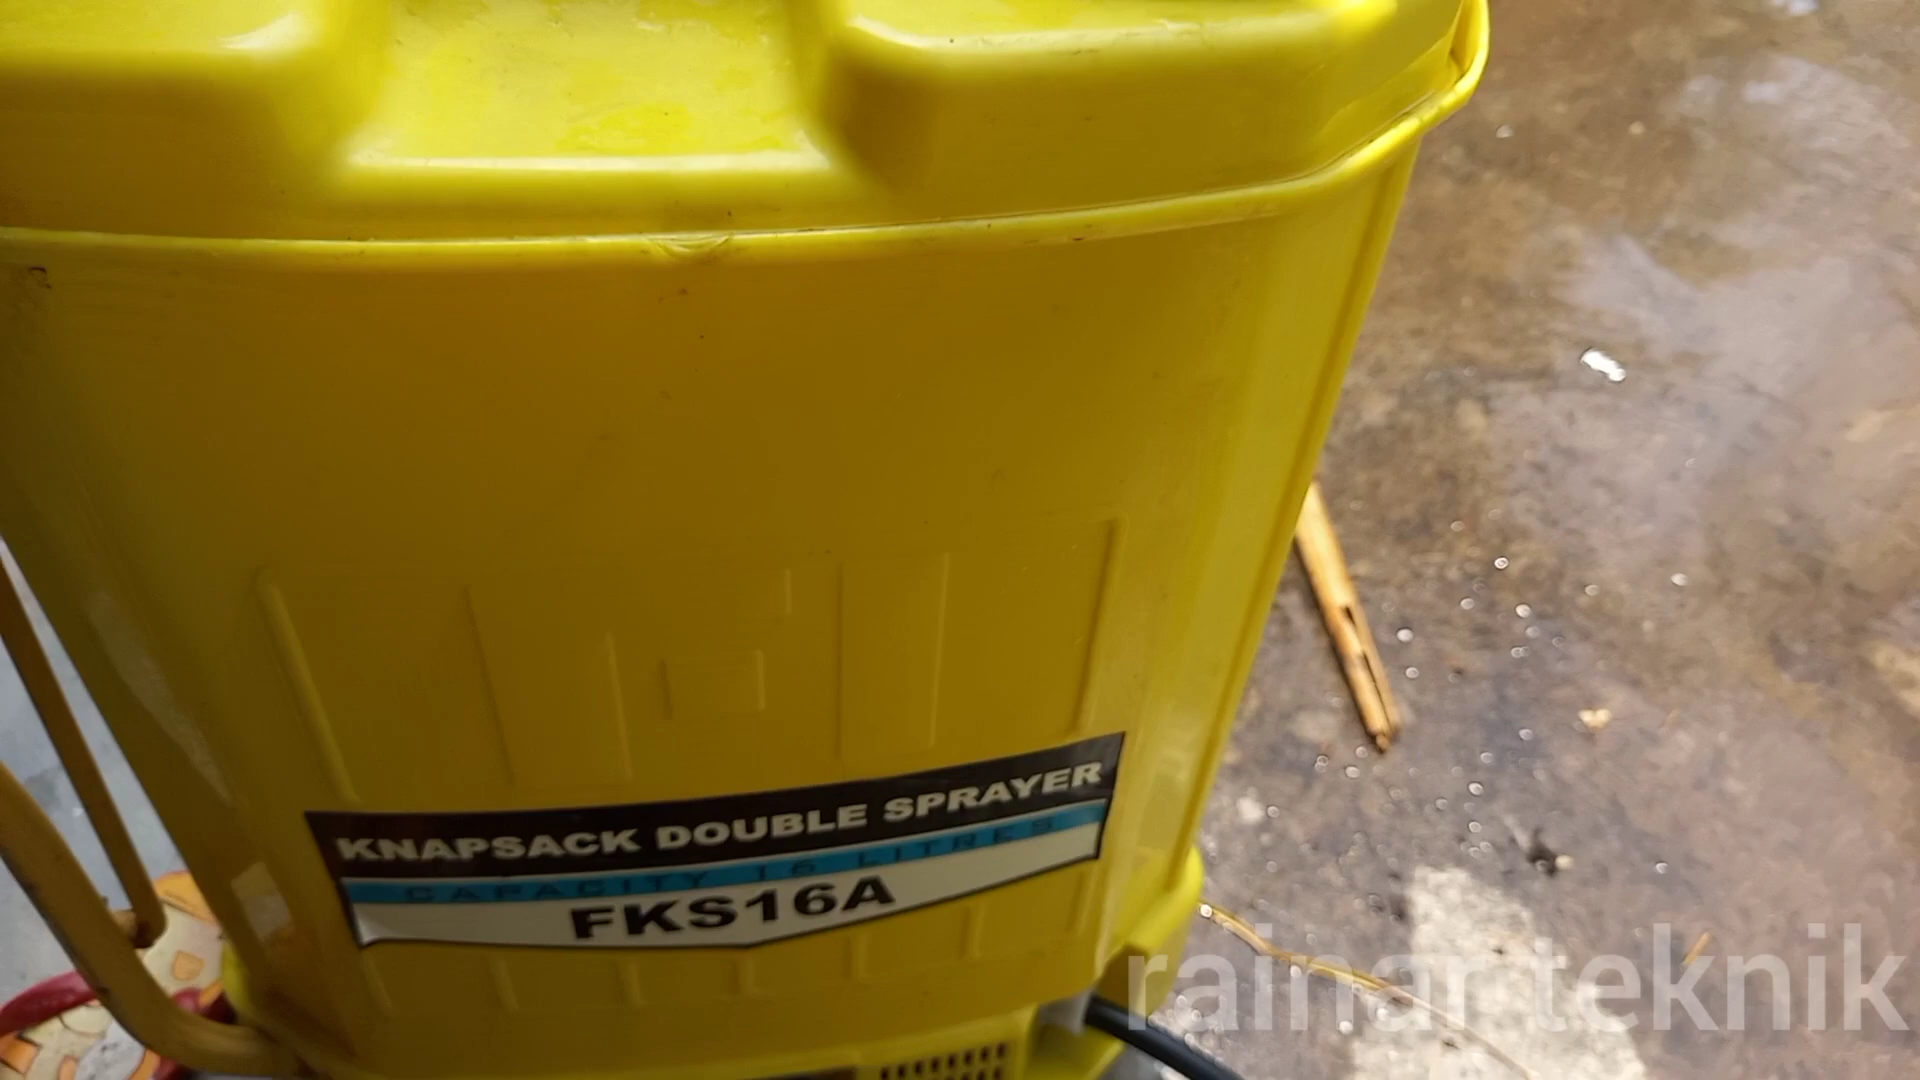 KNAPSACK DOUBLE SPRAYER
CAPACITY 16 LITRES
FKS16A
rainar teknik